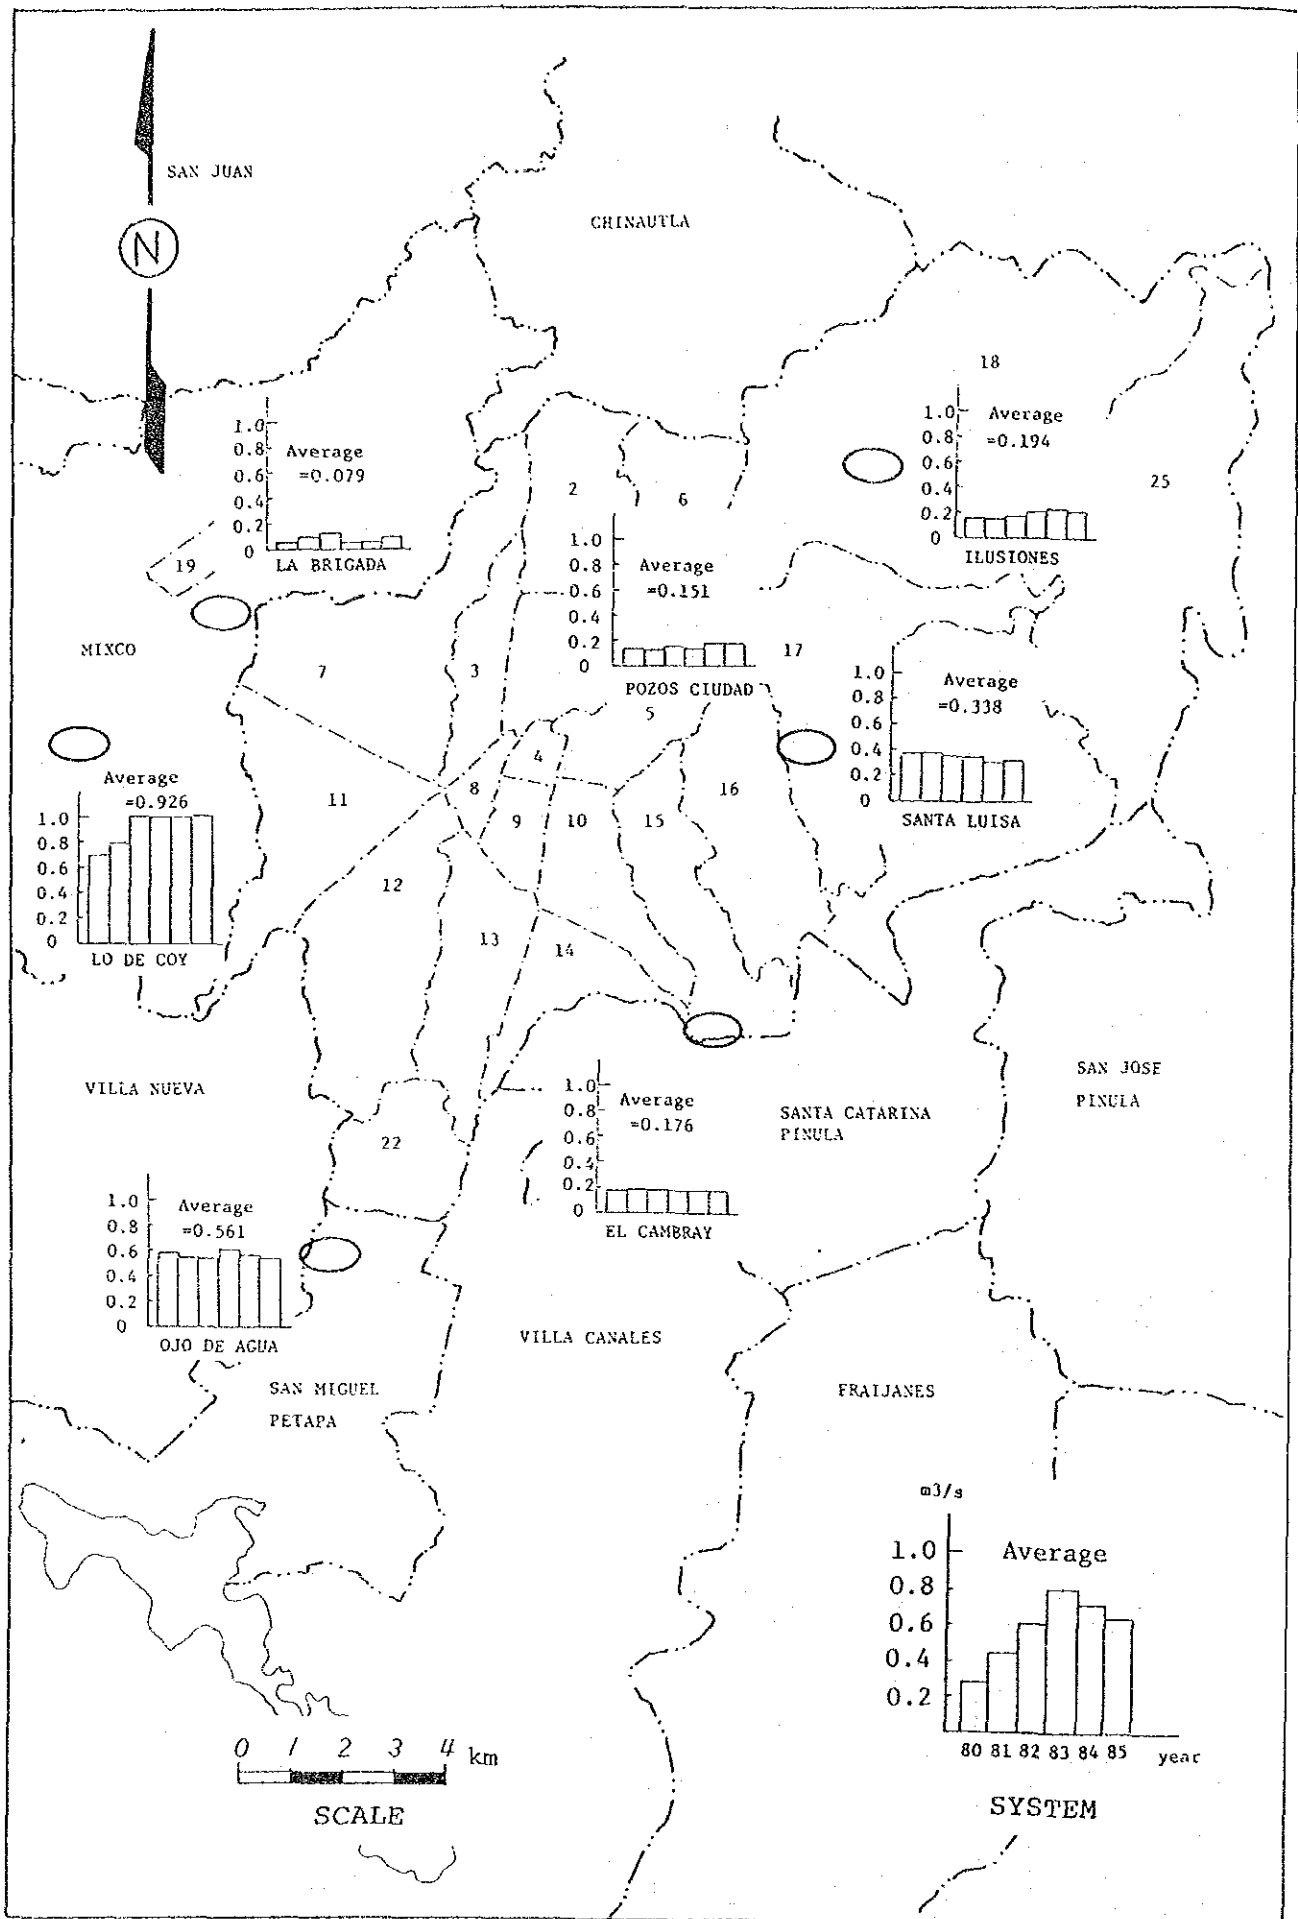 SAN JUAN
N
CHINAUTLA
18
1.0
0.8
0.6
0.4
0.2
0
Average
=0.079
LA BRIGADA
1.0
0.8
0.6
0.4
0.2
0
Average
=0.194
ILUSIONES
2
6
25
19
1.0
0.8
0.6
0.4
0.2
0
Average
=0.151
POZOS CIUDAD
MIXCO
7
3
17
5
1.0
0.8
0.6
0.4
0.2
0
Average
=0.338
SANTA LUISA
4
8
9
10
15
16
11
12
13
14
Average
=0.926
1.0
0.8
0.6
0.4
0.2
0
LO DE COY
VILLA NUEVA
22
1.0
0.8
0.6
0.4
0.2
0
Average
=0.176
EL CAMBRAY
SANTA CATARINA
PINULA
SAN JOSE
PINULA
1.0
0.8
0.6
0.4
0.2
0
Average
=0.561
OJO DE AGUA
VILLA CANALES
SAN MIGUEL
PETAPA
FRAIJANES
m3/s
1.0
0.8
0.6
0.4
0.2
Average
80 81 82 83 84 85 year
SYSTEM
0 1 2 3 4 km
SCALE